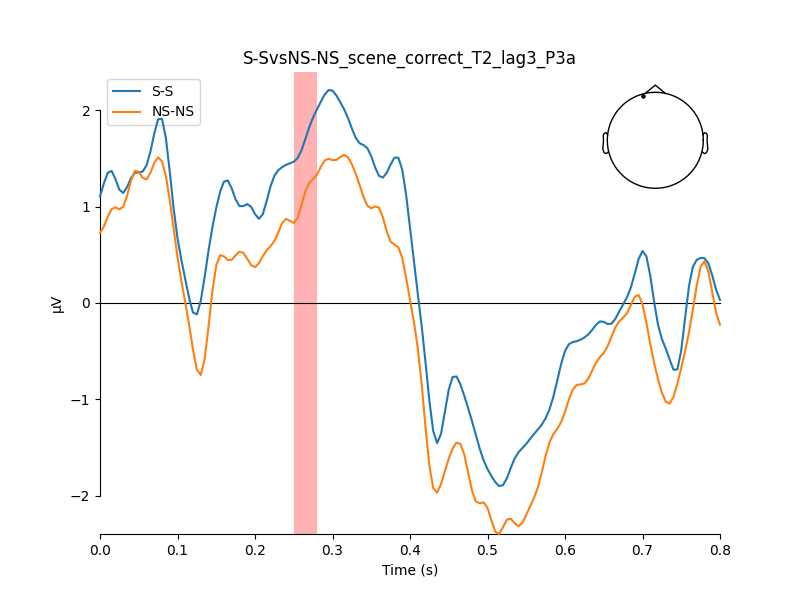 S-SvsNS-NS_scene_correct_T2_lag3_P3a
S-S
NS-NS
2
1
0
−1
−2
µV
0.0 0.1 0.2 0.3 0.4 0.5 0.6 0.7 0.8
Time (s)